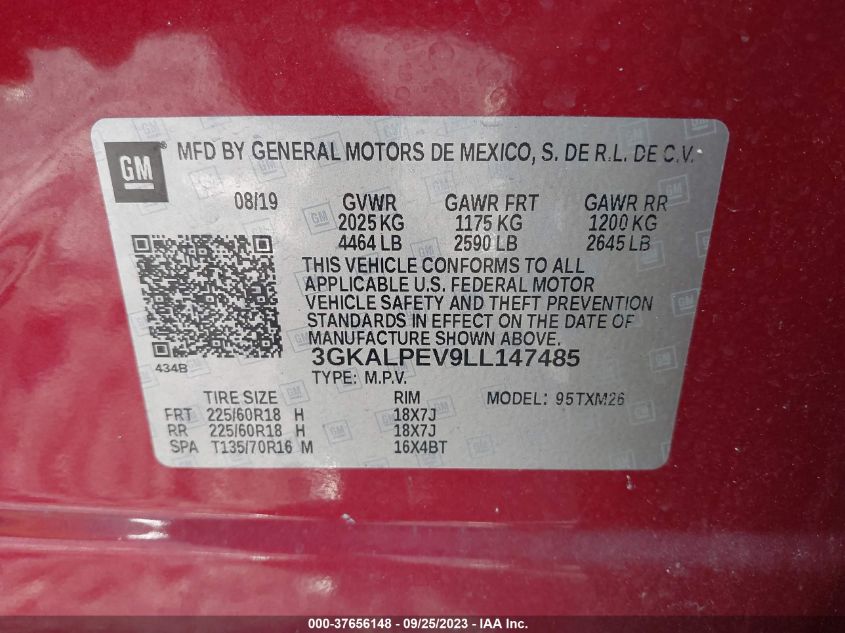 GM MFD BY GENERAL MOTORS DE MEXICO, S. DE R.L. DE C.V.
08/19 GVWR GAWR FRT GAWR RR
2025 KG 1175 KG 1200 KG
4464 LB 2590 LB 2645 LB
THIS VEHICLE CONFORMS TO ALL
APPLICABLE U.S. FEDERAL MOTOR
VEHICLE SAFETY AND THEFT PREVENTION
STANDARDS IN EFFECT ON THE DATE OF
MANUFACTURE SHOWN ABOVE.
434B 3GKALPEV9LL147485
TYPE: M.P.V.
TIRE SIZE RIM MODEL: 95TXM26
FRT 225/60R18 H 18X7J
RR 225/60R18 H 18X7J
SPA T135/70R16 M 16X4BT
000-37656148 - 09/25/2023 - IAA Inc.